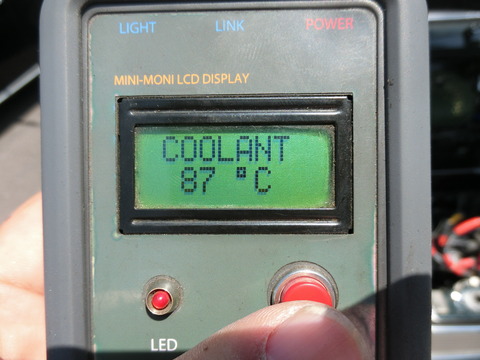 LIGHT LINK POWER
MINI-MONI LCD DISPLAY
COOLANT
87 °C
LED